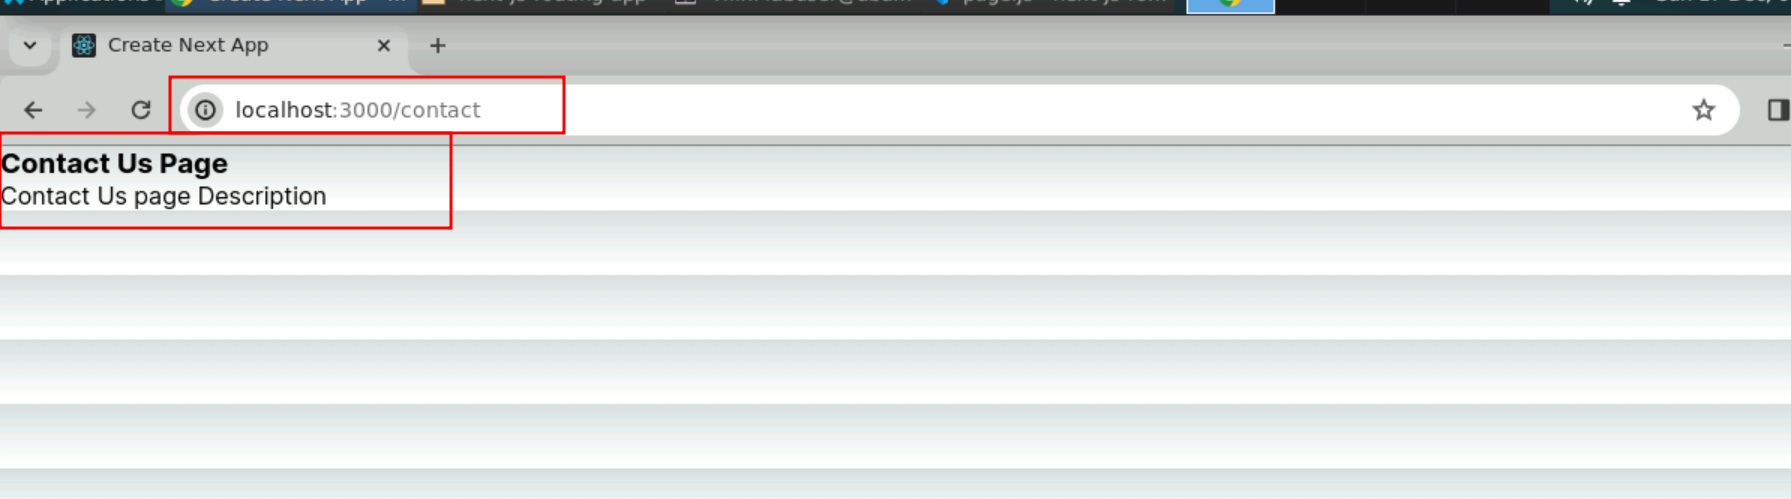 Create Next App
localhost:3000/contact
Contact Us Page
Contact Us page Description